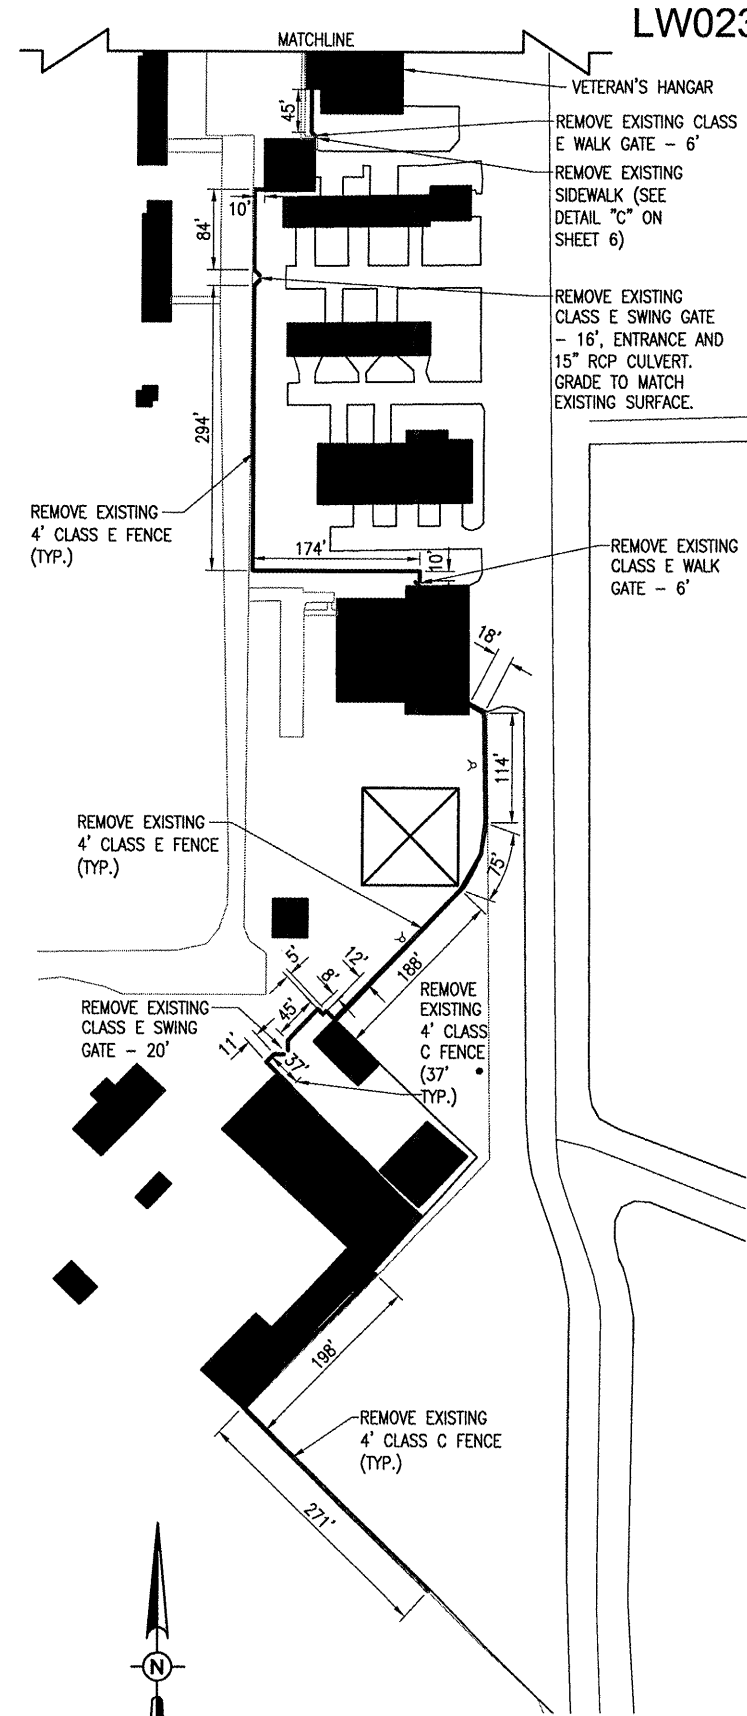 LW023
MATCHLINE
VETERAN'S HANGAR
45'
REMOVE EXISTING CLASS
E WALK GATE - 6'
REMOVE EXISTING
SIDEWALK (SEE
DETAIL "C" ON
SHEET 6)
10'
84'
REMOVE EXISTING
CLASS E SWING GATE
- 16', ENTRANCE AND
15" RCP CULVERT.
GRADE TO MATCH
EXISTING SURFACE.
294'
REMOVE EXISTING
4' CLASS E FENCE
(TYP.)
174'
10'
REMOVE EXISTING
CLASS E WALK
GATE - 6'
18'
114'
REMOVE EXISTING
4' CLASS E FENCE
(TYP.)
75'
188'
5'
8'
12'
REMOVE EXISTING
CLASS E SWING
GATE - 20'
45'
11'
37'
REMOVE
EXISTING
4' CLASS
C FENCE
(37'
TYP.)
198'
REMOVE EXISTING
4' CLASS C FENCE
(TYP.)
271'
N